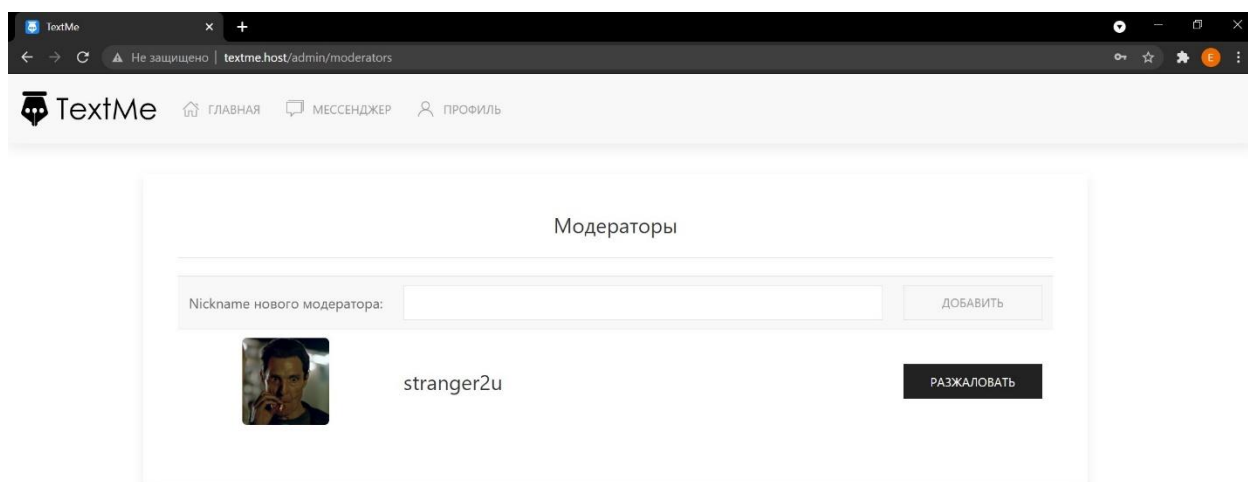 TextMe
Не защищено | textme.host/admin/moderators
E
TextMe ГЛАВНАЯ МЕССЕНДЖЕР ПРОФИЛЬ
Модераторы
Nickname нового модератора: ДОБАВИТЬ
stranger2u РАЗЖАЛОВАТЬ